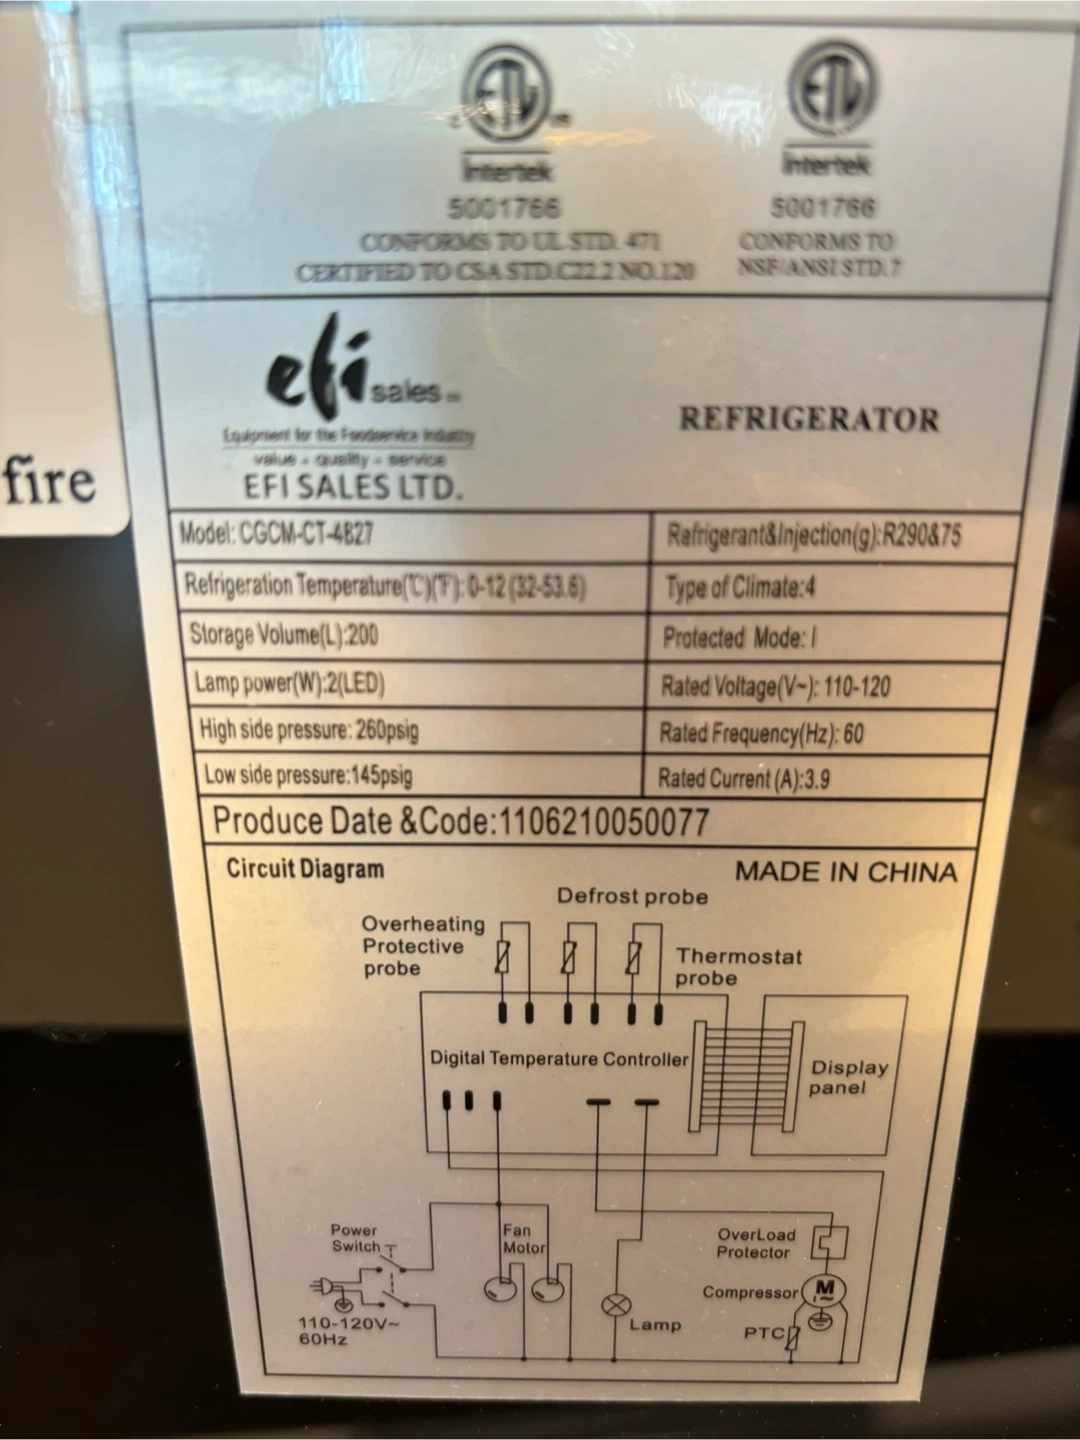 ETL
Intertek
5001766
CONFORMS TO UL STD. 471
CERTIFIED TO CSA STD.C22.2 NO.120
ETL
Intertek
5001766
CONFORMS TO
NSF/ANSI STD.7
efi sales
Equipment for the Foodservice Industry
value - quality - service
EFI SALES LTD.
REFRIGERATOR
fire
Model: CGCM-CT-4827
Refrigerant&Injection(g):R290&75
Refrigeration Temperature(℃)(℉): 0-12 (32-53.6)
Type of Climate:4
Storage Volume(L):200
Protected Mode: I
Lamp power(W):2(LED)
Rated Voltage(V~): 110-120
High side pressure: 260psig
Rated Frequency(Hz): 60
Low side pressure:145psig
Rated Current (A):3.9
Produce Date &Code:1106210050077
Circuit Diagram
MADE IN CHINA
Defrost probe
Overheating
Protective
probe
Thermostat
probe
Digital Temperature Controller
Display
panel
Power
Switch
Fan
Motor
OverLoad
Protector
Compressor
M
1~
110-120V~
60Hz
Lamp
PTC